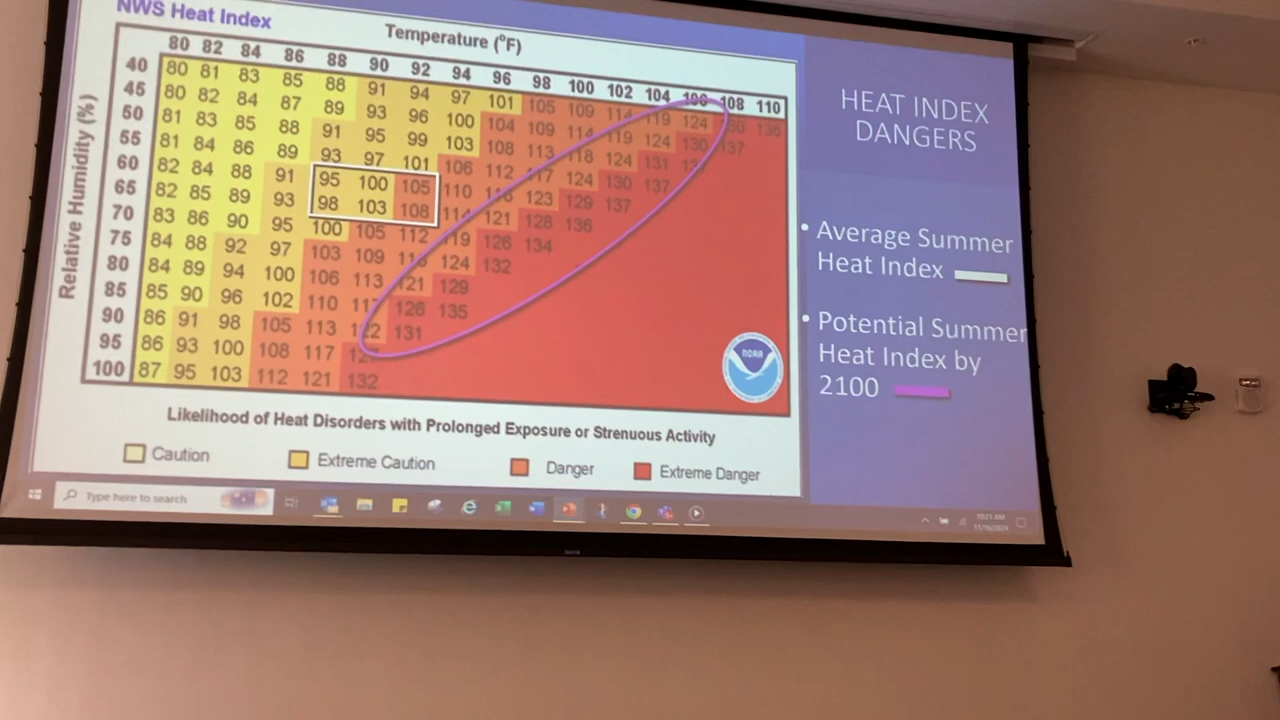 NWS Heat Index
Temperature (°F)
80 82 84 86 88 90 92 94 96 98 100 102 104 106 108 110
Relative Humidity (%)
40 80 81 83 85 88 91 94 97 101 105 109 114 119 124 130 136
45 80 82 84 87 89 93 96 100 104 109 114 119 124 130 137
50 81 83 85 88 91 95 99 103 108 113 118 124 131 137
55 81 84 86 89 93 97 101 106 112 117 124 130 137
60 82 84 88 91 95 100 105 110 116 123 129 137
65 82 85 89 93 98 103 108 114 121 128 136
70 83 86 90 95 100 105 112 119 126 134
75 84 88 92 97 103 109 116 124 132
80 84 89 94 100 106 113 121 129
85 85 90 96 102 110 117 126 135
90 86 91 98 105 113 122 131
95 86 93 100 108 117 127
100 87 95 103 112 121 132
NOAA
Likelihood of Heat Disorders with Prolonged Exposure or Strenuous Activity
Caution Extreme Caution Danger Extreme Danger
HEAT INDEX
DANGERS
• Average Summer
Heat Index
• Potential Summer
Heat Index by
2100
Type here to search
10:21 AM